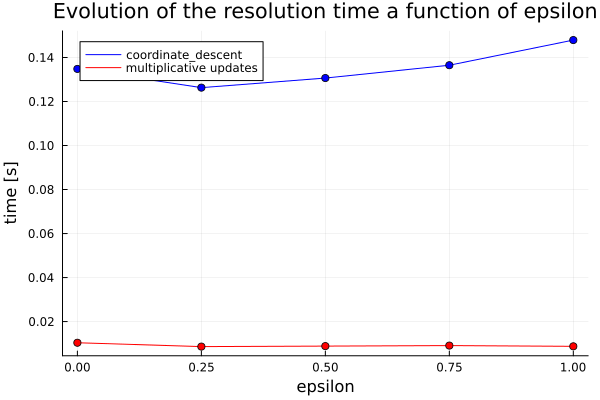 Evolution of the resolution time a function of epsilon
0.14
0.12
0.10
0.08
0.06
0.04
0.02
time [s]
coordinate_descent
multiplicative updates
0.00
0.25
0.50
0.75
1.00
epsilon